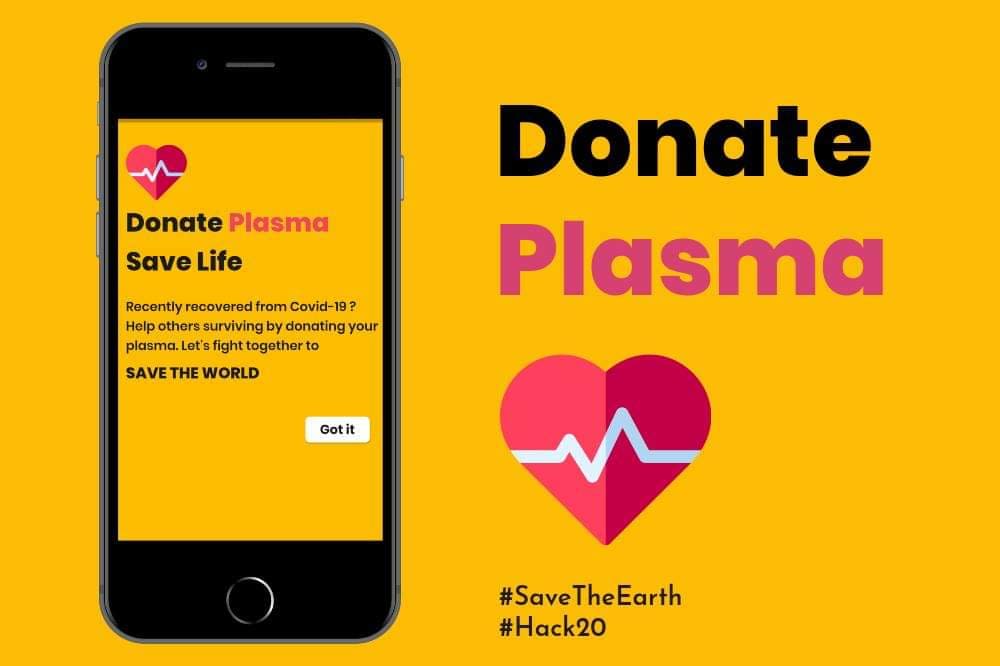 Donate Plasma
Save Life
Recently recovered from Covid-19 ?
Help others surviving by donating your
plasma. Let's fight together to
SAVE THE WORLD
Got it
Donate
Plasma
#SaveTheEarth
#Hack20